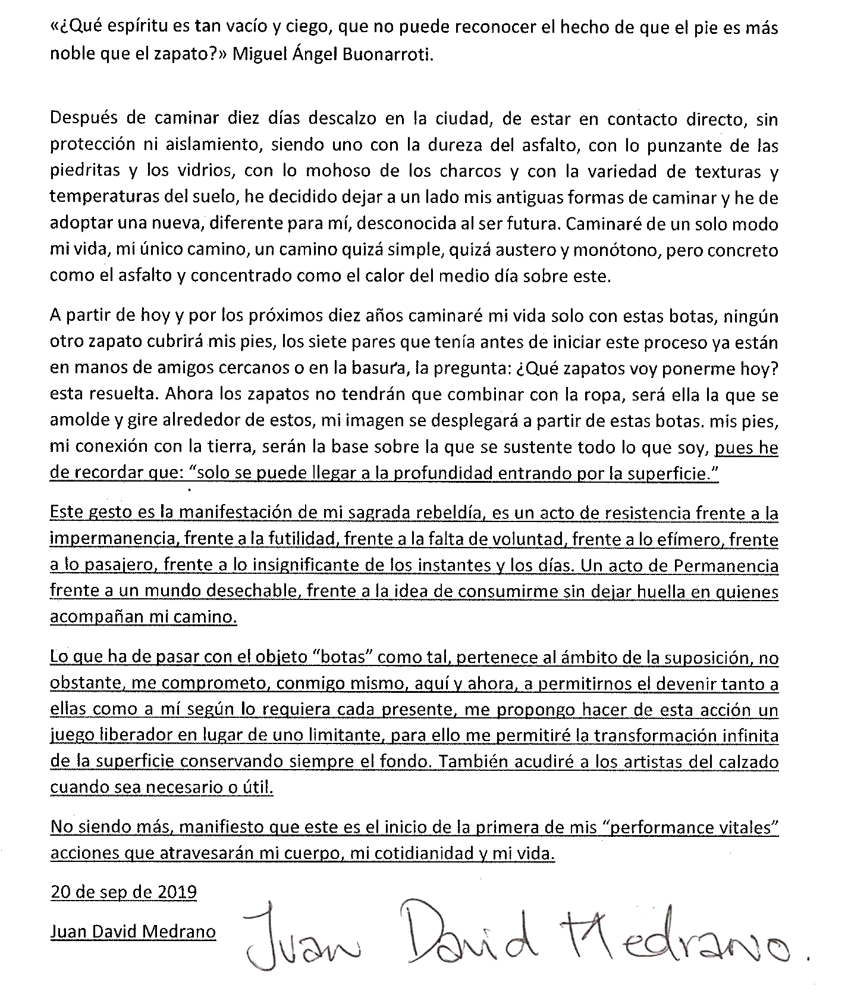 «¿Qué espíritu es tan vacío y ciego, que no puede reconocer el hecho de que el pie es más
noble que el zapato?» Miguel Ángel Buonarroti.
Después de caminar diez días descalzo en la ciudad, de estar en contacto directo, sin
protección ni aislamiento, siendo uno con la dureza del asfalto, con lo punzante de las
piedritas y los vidrios, con lo mohoso de los charcos y con la variedad de texturas y
temperaturas del suelo, he decidido dejar a un lado mis antiguas formas de caminar y he de
adoptar una nueva, diferente para mí, desconocida al ser futura. Caminaré de un solo modo
mi vida, mi único camino, un camino quizá simple, quizá austero y monótono, pero concreto
como el asfalto y concentrado como el calor del medio día sobre este.
A partir de hoy y por los próximos diez años caminaré mi vida solo con estas botas, ningún
otro zapato cubrirá mis pies, los siete pares que tenía antes de iniciar este proceso ya están
en manos de amigos cercanos o en la basura, la pregunta: ¿Qué zapatos voy ponerme hoy?
esta resuelta. Ahora los zapatos no tendrán que combinar con la ropa, será ella la que se
amolde y gire alrededor de estos, mi imagen se desplegará a partir de estas botas. mis pies,
mi conexión con la tierra, serán la base sobre la que se sustente todo lo que soy, pues he
de recordar que: “solo se puede llegar a la profundidad entrando por la superficie.”
Este gesto es la manifestación de mi sagrada rebeldía, es un acto de resistencia frente a la
impermanencia, frente a la futilidad, frente a la falta de voluntad, frente a lo efímero, frente
a lo pasajero, frente a lo insignificante de los instantes y los días. Un acto de Permanencia
frente a un mundo desechable, frente a la idea de consumirme sin dejar huella en quienes
acompañan mi camino.
Lo que ha de pasar con el objeto “botas” como tal, pertenece al ámbito de la suposición, no
obstante, me comprometo, conmigo mismo, aquí y ahora, a permitirnos el devenir tanto a
ellas como a mí según lo requiera cada presente, me propongo hacer de esta acción un
juego liberador en lugar de uno limitante, para ello me permitiré la transformación infinita
de la superficie conservando siempre el fondo. También acudiré a los artistas del calzado
cuando sea necesario o útil.
No siendo más, manifiesto que este es el inicio de la primera de mis “performance vitales”
acciones que atravesarán mi cuerpo, mi cotidianidad y mi vida.
20 de sep de 2019
Juan David Medrano Juan David Medrano.